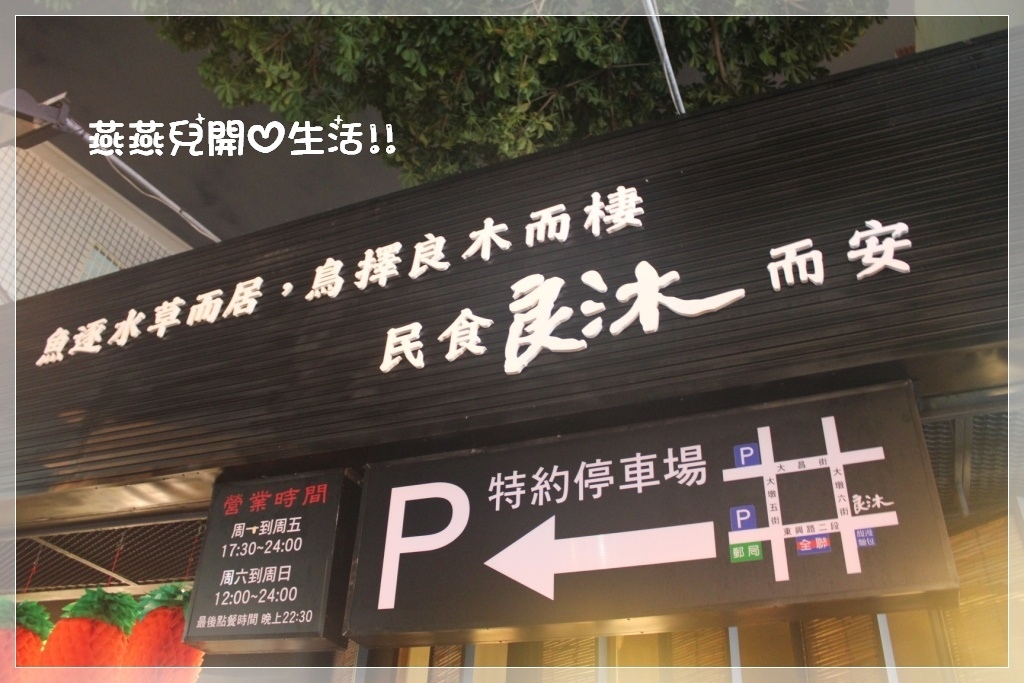 燕燕兒開♡生活!!
魚逐水草而居，鳥擇良木而棲
民食良沐而安
營業時間
周一到周五
17:30~24:00
周六到周日
12:00~24:00
最後點餐時間 晚上22:30
P 特約停車場
P
大昌街
大墩五街
大墩六街
良沐
P
東興路二段
郵局
全聯